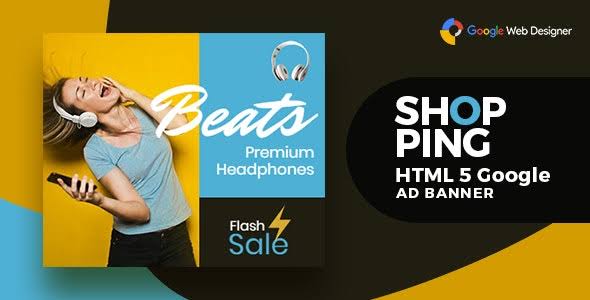 Google Web Designer
Beats
Premium
Headphones
Flash
Sale
SHOP
PING
HTML 5 Google
AD BANNER